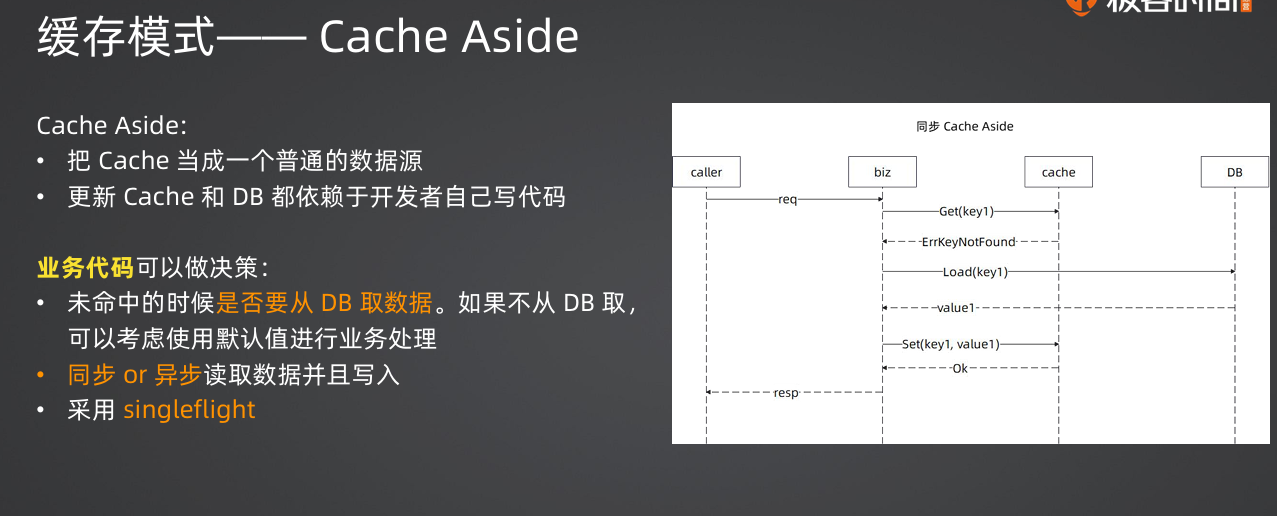 缓存模式—— Cache Aside
Cache Aside:
• 把 Cache 当成一个普通的数据源
• 更新 Cache 和 DB 都依赖于开发者自己写代码
业务代码可以做决策：
• 未命中的时候是否要从 DB 取数据。如果不从 DB 取，
可以考虑使用默认值进行业务处理
• 同步 or 异步读取数据并且写入
• 采用 singleflight
同步 Cache Aside
caller
biz
cache
DB
req
Get(key1)
ErrKeyNotFound
Load(key1)
value1
Set(key1, value1)
Ok
resp